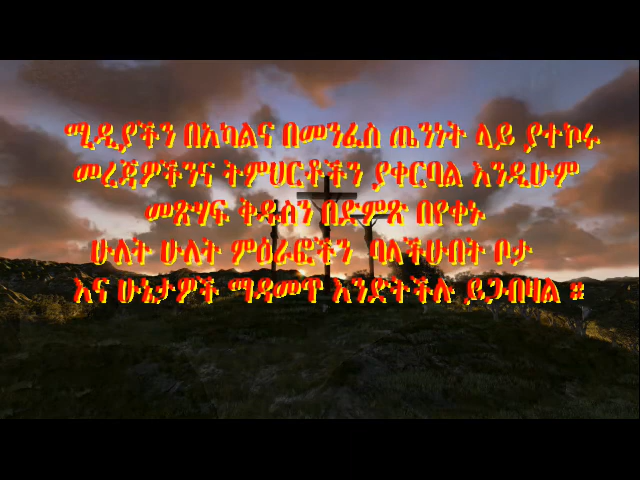 ሚዲያችን በአካልና በመንፈስ ጤንነት ላይ ያተኮሩ
መረጃዎችንና ትምህርቶችን ያቀርባል እንዲሁም
መጽሃፍ ቅዱስን በድምጽ በየቀኑ
ሁለት ሁለት ምዕራፎችን ባላችሁበት ቦታ
እና ሁኔታዎች ማዳመጥ እንድትችሉ ይጋብዛል ።